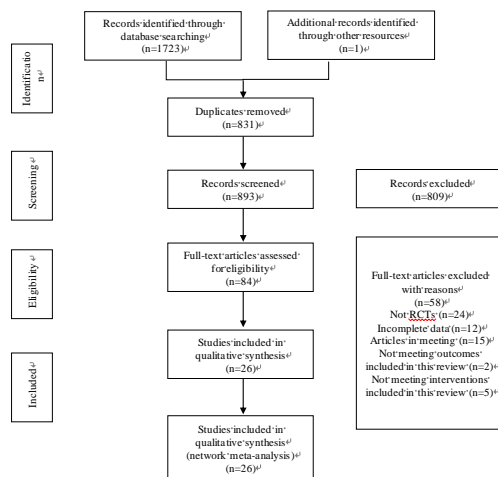 Records identified through
database searching
(n=1723)
Additional records identified
through other resources
(n=1)
Identificatio
n
Duplicates removed
(n=831)
Screening
Records screened
(n=893)
Records excluded
(n=809)
Eligibility
Full-text articles assessed
for eligibility
(n=84)
Full-text articles excluded
with reasons
(n=58)
Not RCTs (n=24)
Incomplete data (n=12)
Articles in meeting (n=15)
Not meeting outcomes
included in this review (n=2)
Not meeting interventions
included in this review (n=5)
Included
Studies included in
qualitative synthesis
(n=26)
Studies included in
qualitative synthesis
(network meta-analysis)
(n=26)